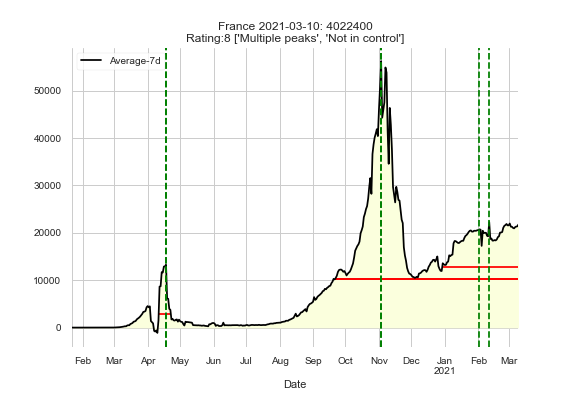 France 2021-03-10: 4022400
Rating:8 ['Multiple peaks', 'Not in control']
Average-7d
50000
40000
30000
20000
10000
0
Feb Mar Apr May Jun Jul Aug Sep Oct Nov Dec Jan Feb Mar
2021
Date